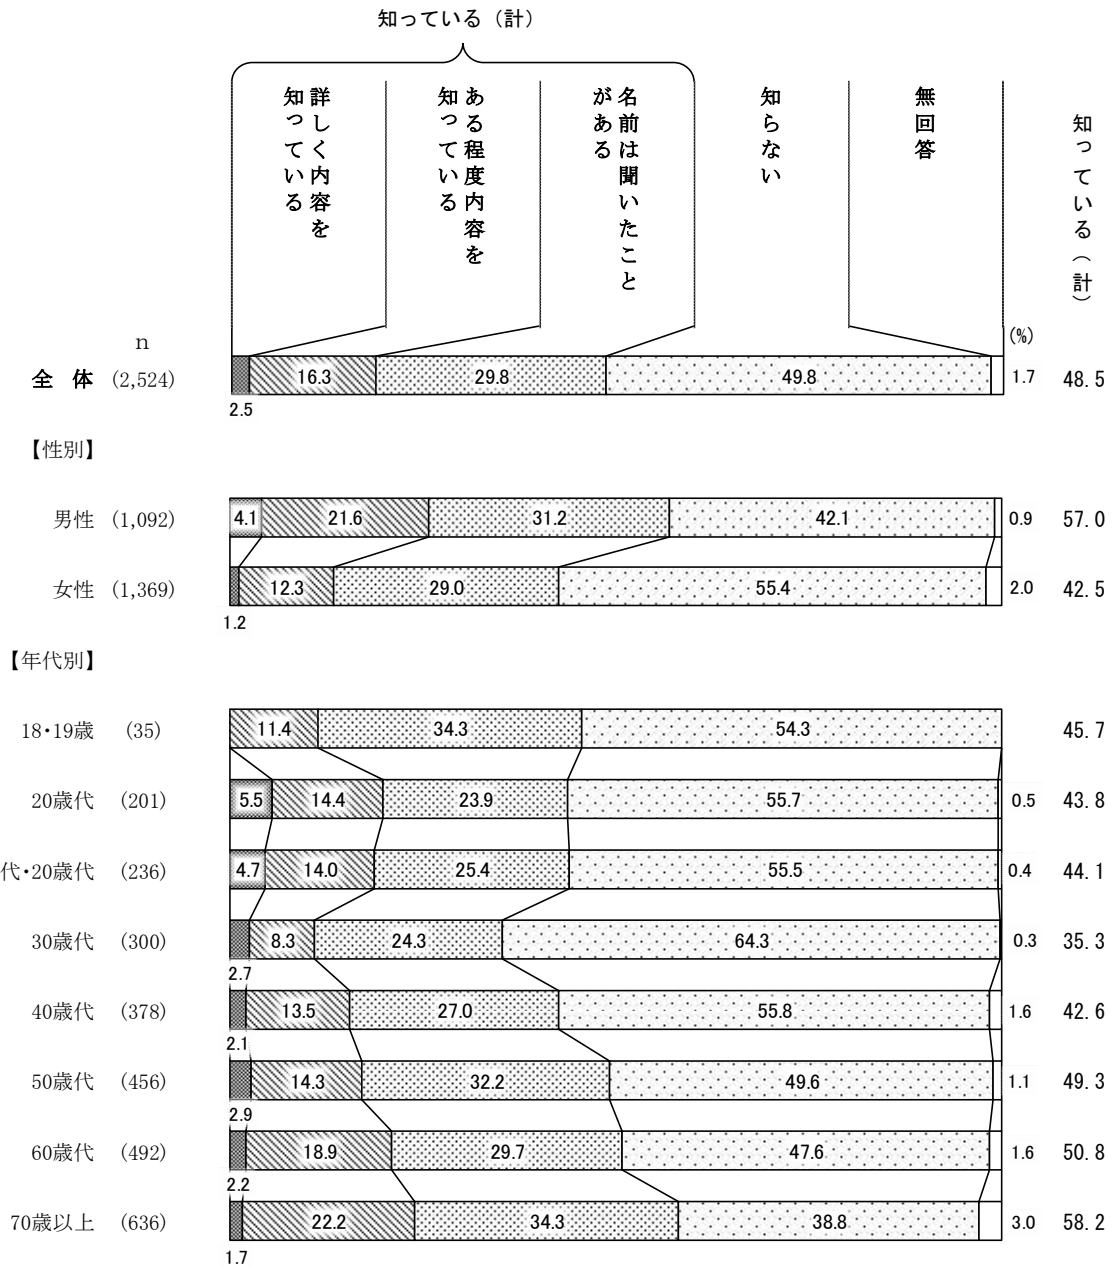 知っている（計）
詳しく内容を
知っている
ある程度内容を
知っている
名前は聞いたこと
がある
知らない
無回答
知っている（計）
n
(%)
全 体 (2,524) 16.3 29.8 49.8 1.7 48.5
2.5
【性別】
男性 (1,092) 4.1 21.6 31.2 42.1 0.9 57.0
女性 (1,369) 12.3 29.0 55.4 2.0 42.5
1.2
【年代別】
18・19歳 (35) 11.4 34.3 54.3 45.7
20歳代 (201) 5.5 14.4 23.9 55.7 0.5 43.8
代・20歳代 (236) 4.7 14.0 25.4 55.5 0.4 44.1
30歳代 (300) 8.3 24.3 64.3 0.3 35.3
2.7
40歳代 (378) 13.5 27.0 55.8 1.6 42.6
2.1
50歳代 (456) 14.3 32.2 49.6 1.1 49.3
2.9
60歳代 (492) 18.9 29.7 47.6 1.6 50.8
2.2
70歳以上 (636) 22.2 34.3 38.8 3.0 58.2
1.7